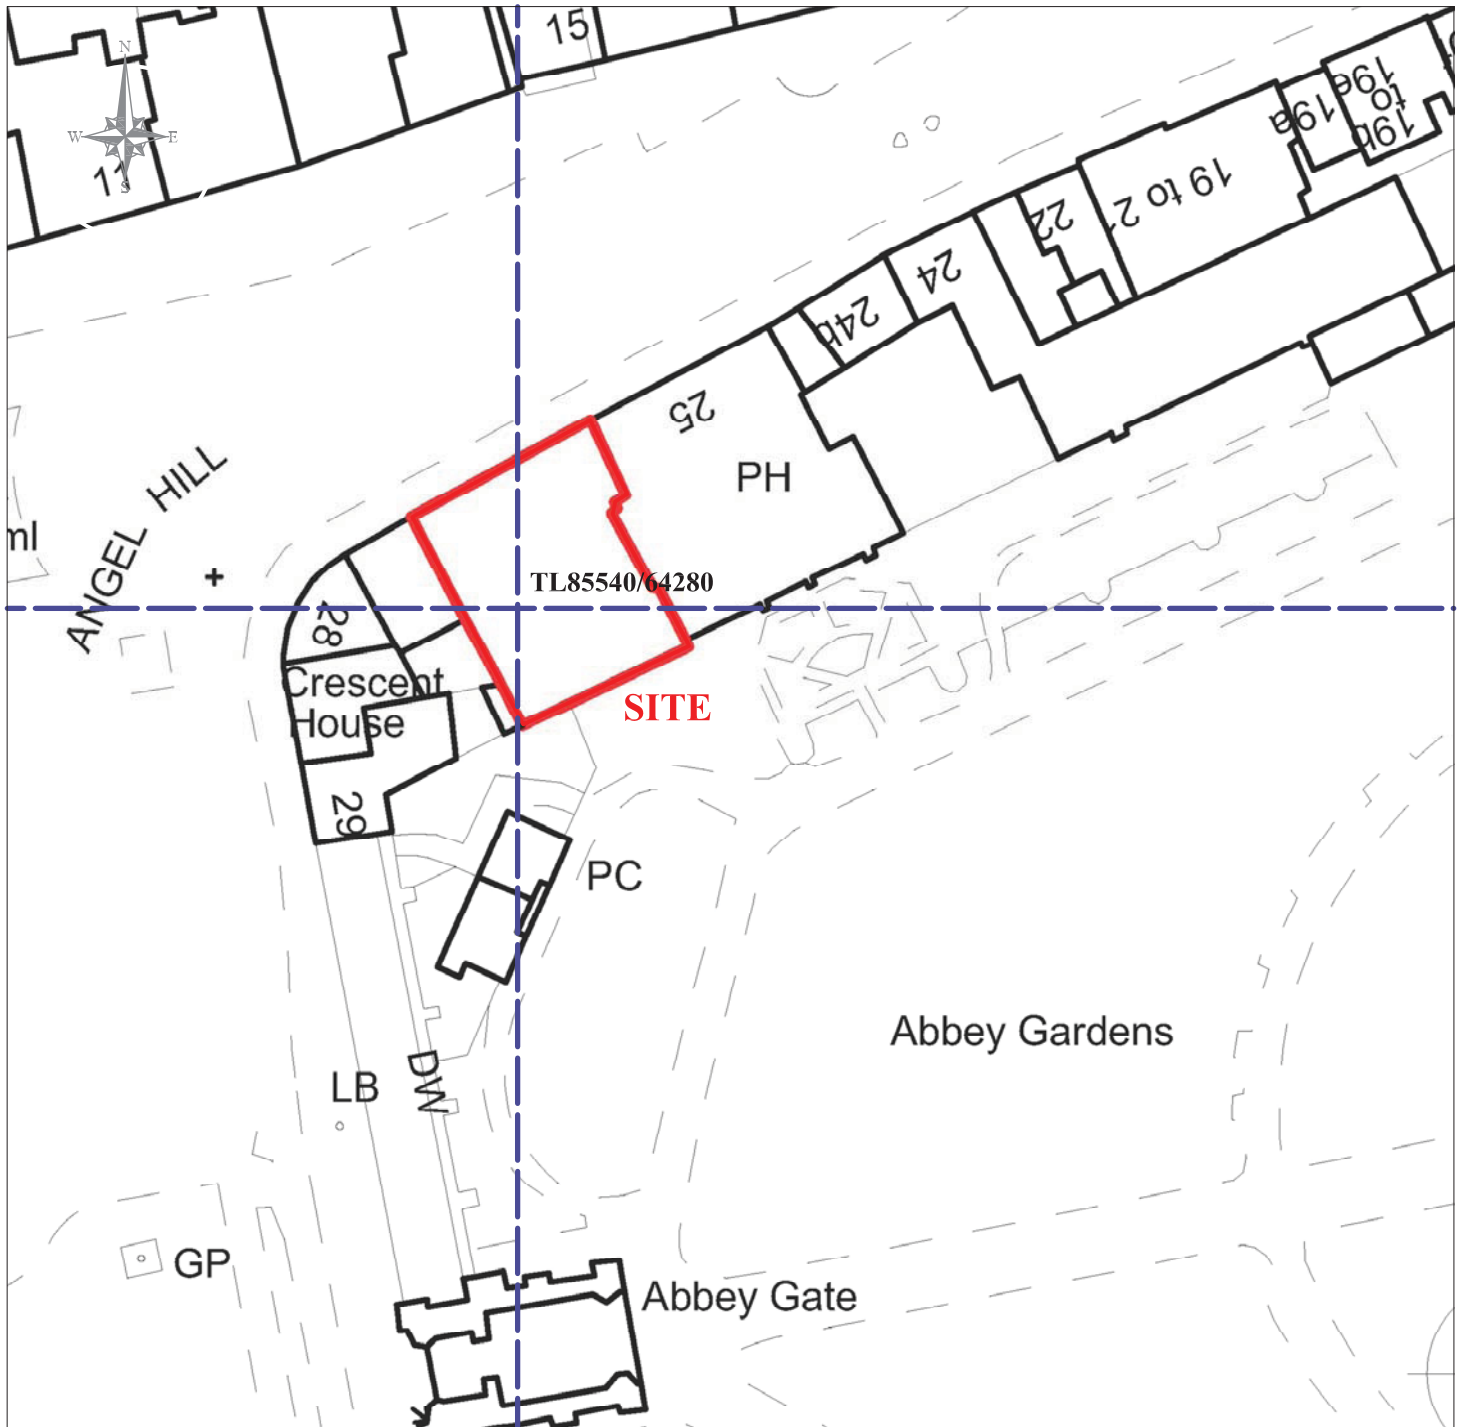 15
N
W E
S
11
19e
to
19b
19a
19 to 21
22
24
24b
25
PH
ANGEL HILL
ml
TL85540/64280
28
SITE
Crescent
House
29
PC
Abbey Gardens
LB
DW
GP
Abbey Gate